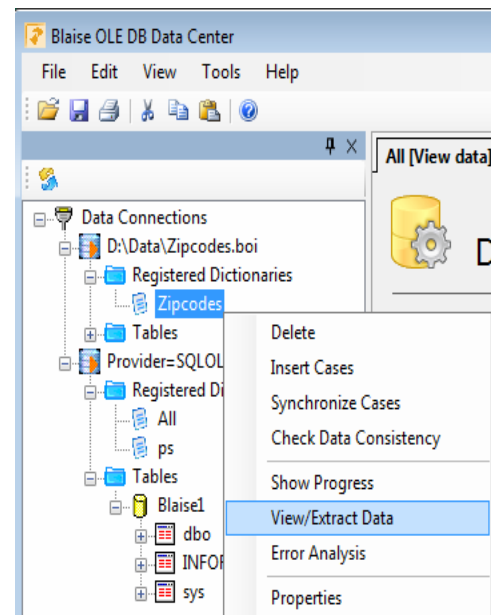 Blaise OLE DB Data Center
File Edit View Tools Help
All [View data]
D
Data Connections
D:\Data\Zipcodes.boi
Registered Dictionaries
Zipcodes
Tables
Provider=SQLOL
Registered Di
All
ps
Tables
Blaise1
dbo
INFOR
sys
Delete
Insert Cases
Synchronize Cases
Check Data Consistency
Show Progress
View/Extract Data
Error Analysis
Properties